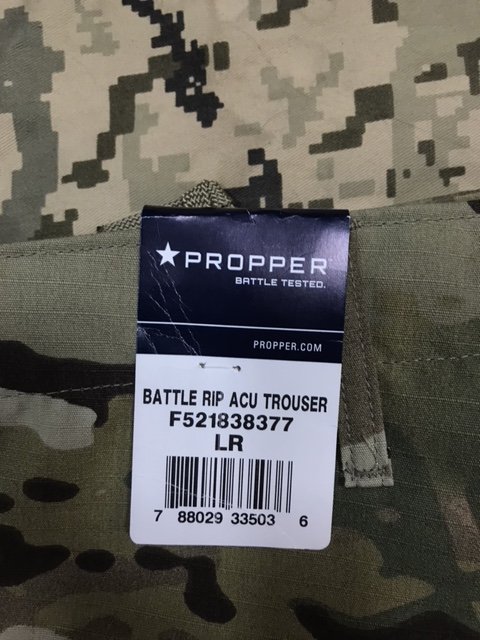 PROPPER
BATTLE TESTED.
PROPPER.COM
BATTLE RIP ACU TROUSER
F521838377
LR
7 88029 33503 6